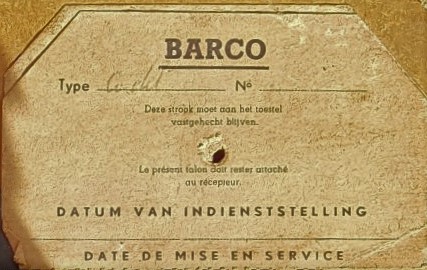 BARCO
Type Nº
Deze strook moet aan het toestel
vastgehecht blijven.
Le présent talon doit rester attaché
au récepteur.
DATUM VAN INDIENSTSTELLING
DATE DE MISE EN SERVICE